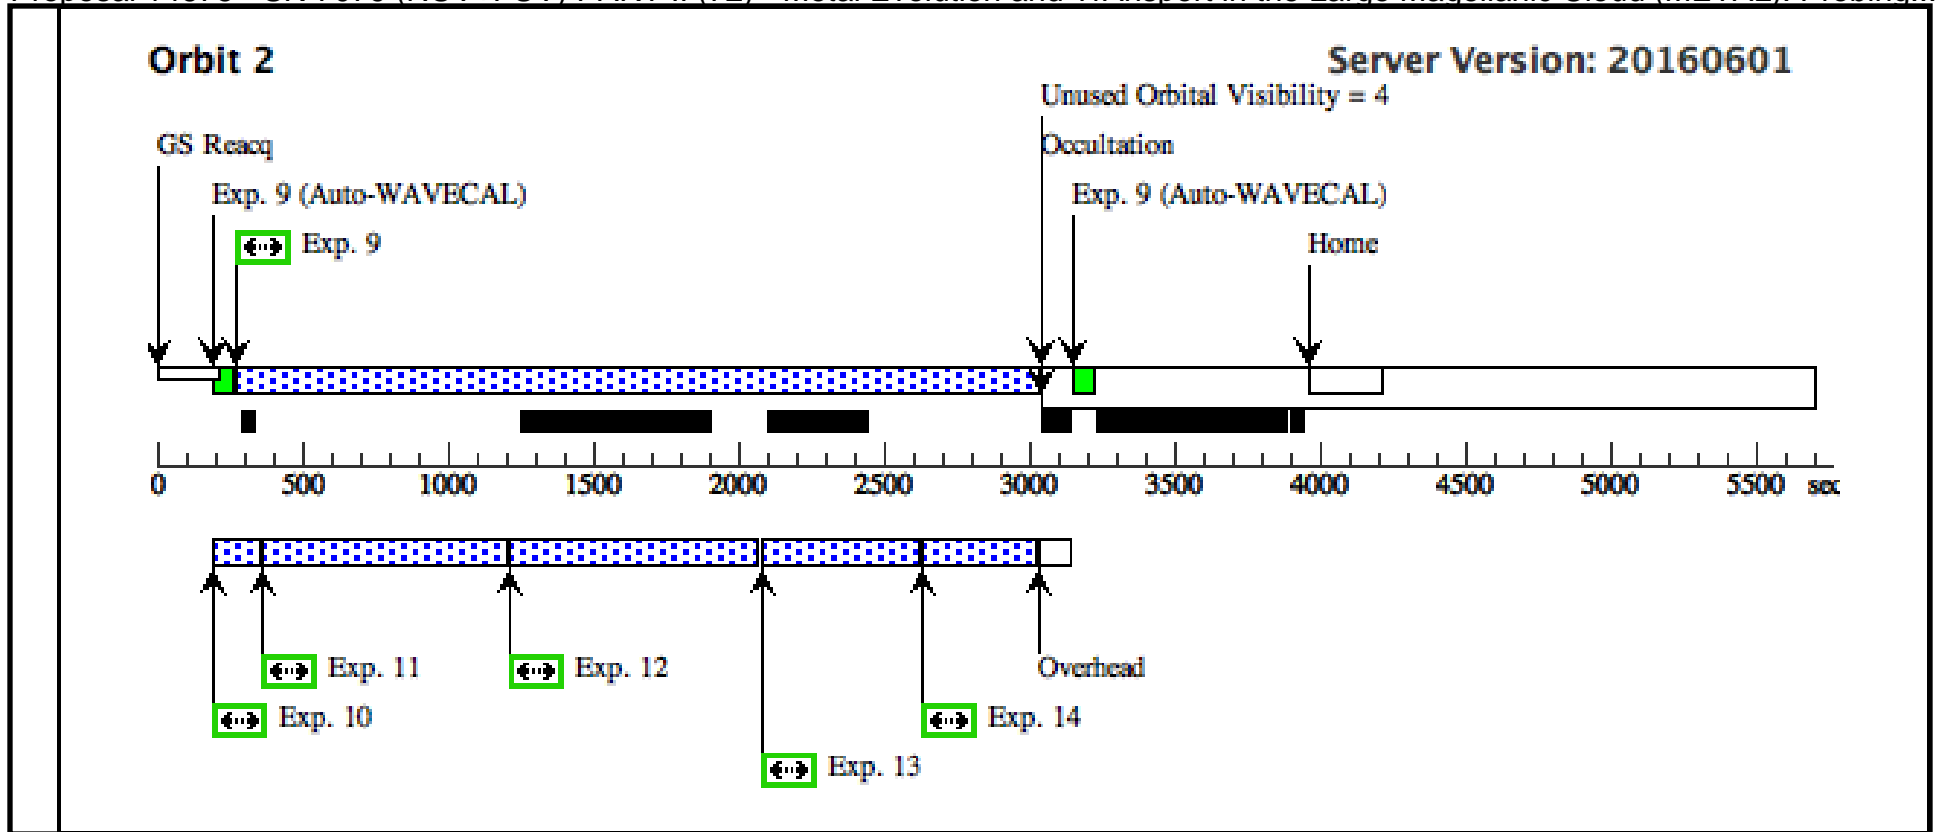 Orbit 2
Server Version: 20160601
Unused Orbital Visibility = 4
GS Reacq
Occultation
Exp. 9 (Auto-WAVECAL)
Exp. 9 (Auto-WAVECAL)
Exp. 9
Home
0 500 1000 1500 2000 2500 3000 3500 4000 4500 5000 5500 sec
Exp. 11
Exp. 12
Overhead
Exp. 10
Exp. 14
Exp. 13